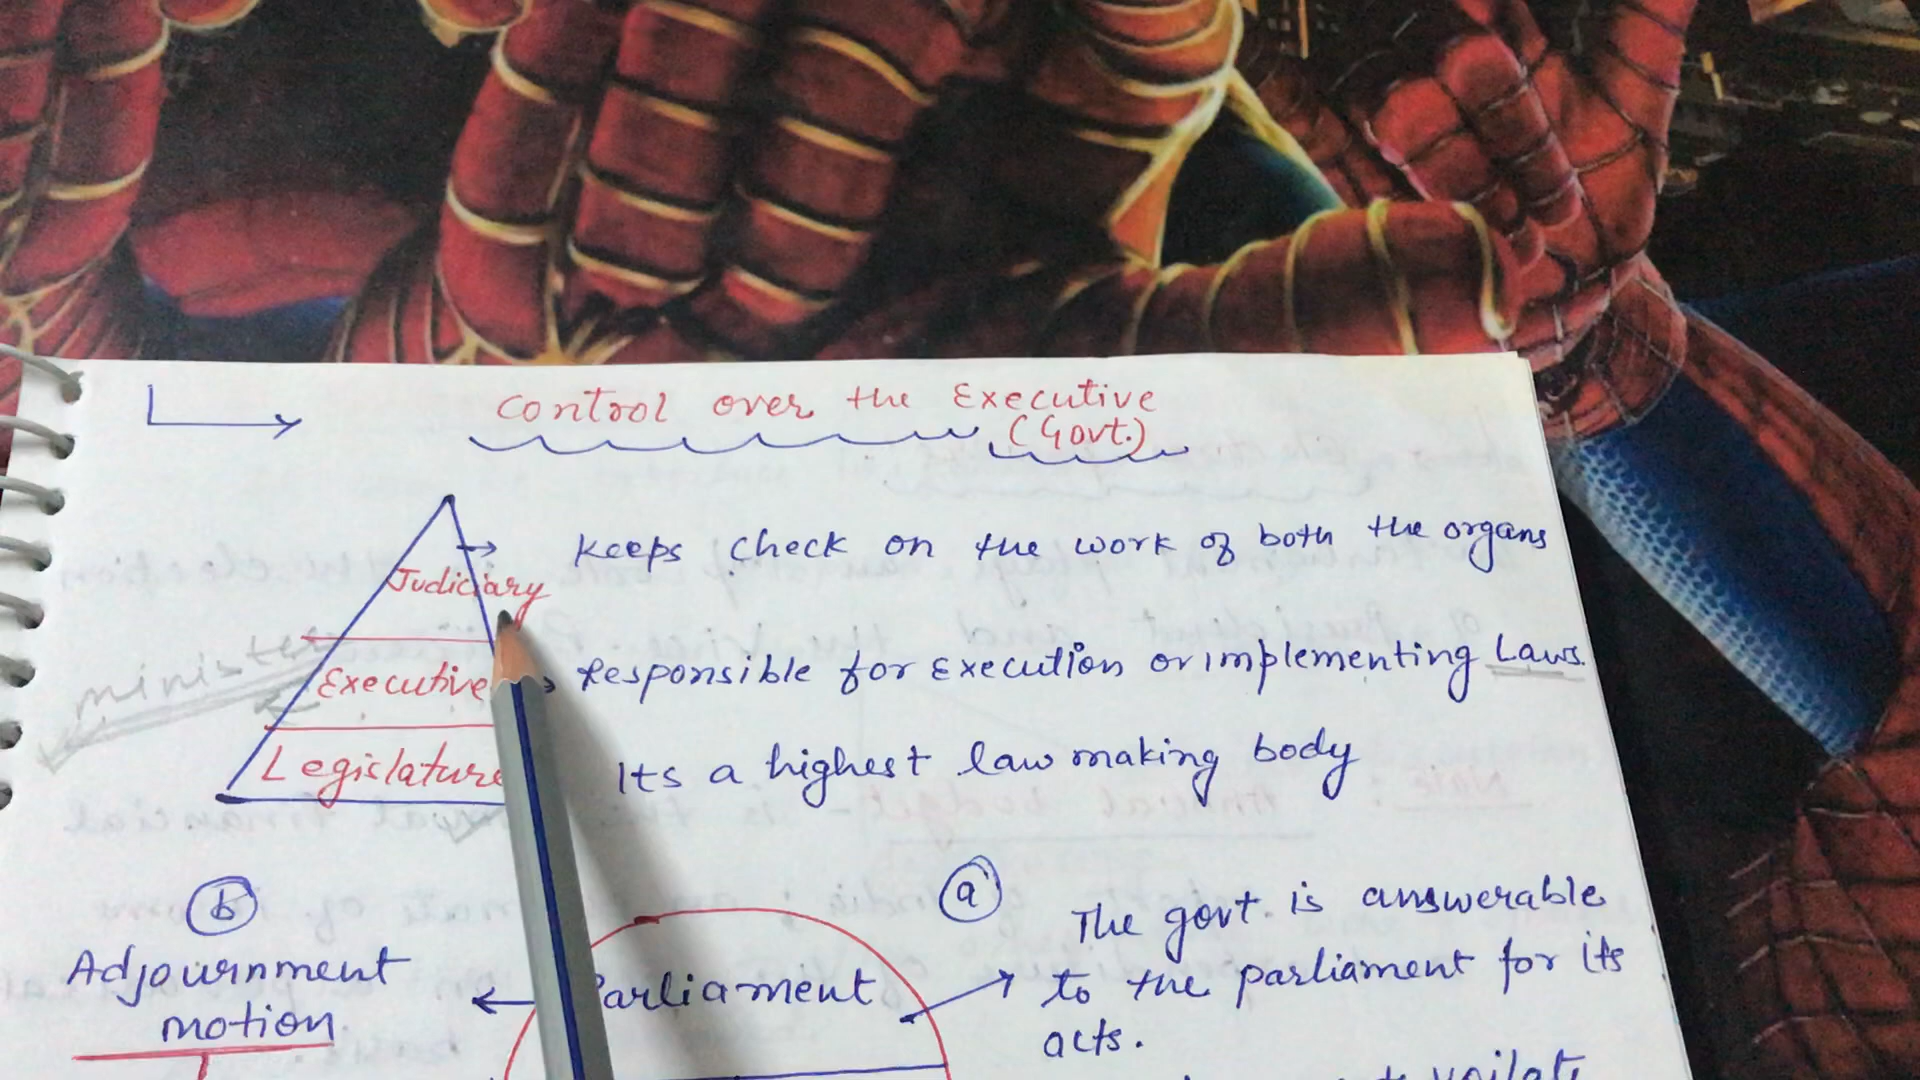 Control over the Executive
(Govt.)
Judiciary
keeps check on the work of both the organs
minister
Executive
Responsible for Execution or implementing Laws.
Legislature
Its a highest law making body
b
Adjournment
motion
Parliament
a
The govt. is answerable
to the parliament for its
acts.